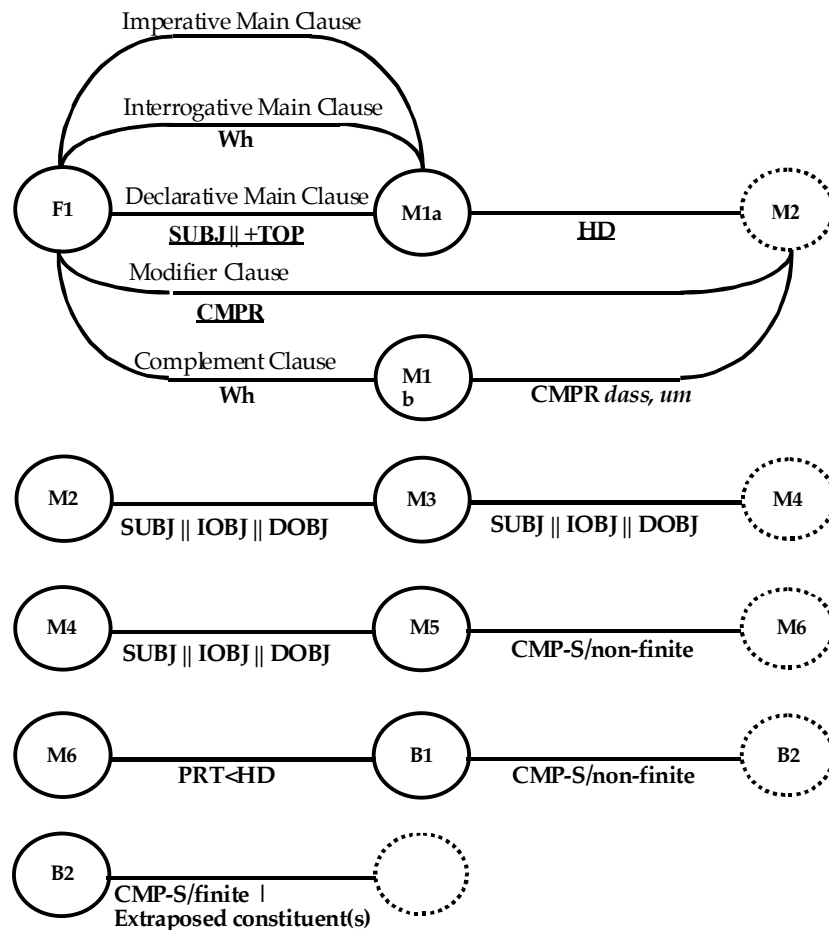 Imperative Main Clause
Interrogative Main Clause
Wh
F1
Declarative Main Clause
M1a
M2
SUBJ || +TOP
HD
Modifier Clause
CMPR
Complement Clause
M1
b
Wh
CMPR dass, um
M2
M3
M4
SUBJ || IOBJ || DOBJ
SUBJ || IOBJ || DOBJ
M4
M5
M6
SUBJ || IOBJ || DOBJ
CMP-S/non-finite
M6
B1
B2
PRT<HD
CMP-S/non-finite
B2
CMP-S/finite |
Extraposed constituent(s)